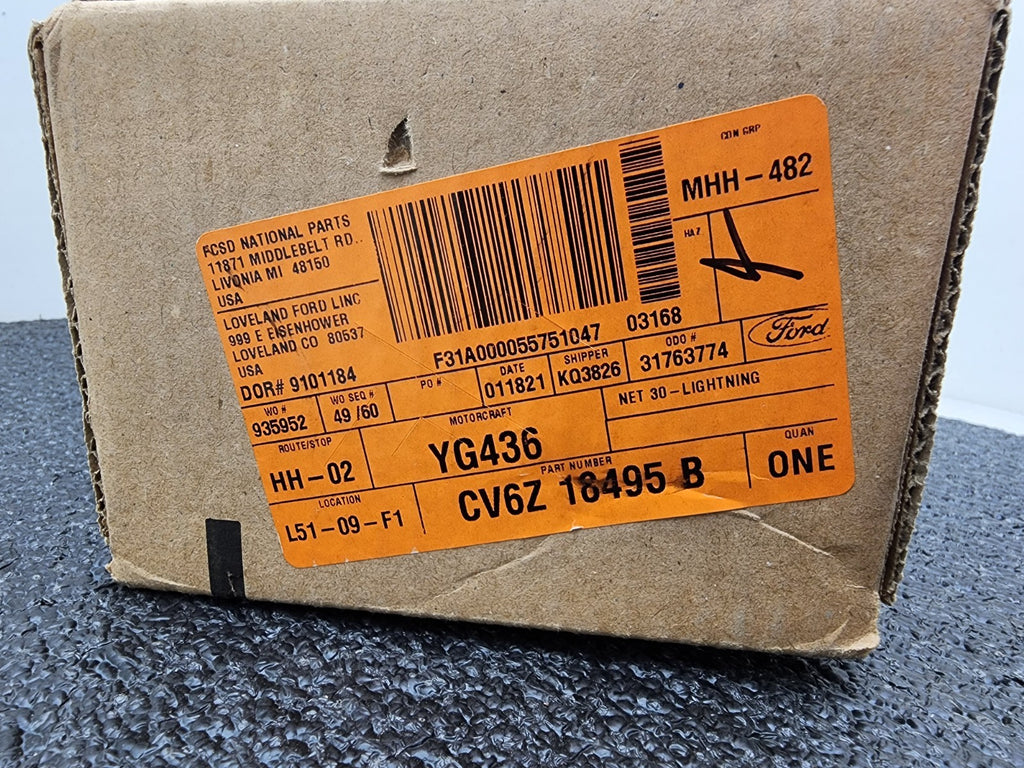 FCSD NATIONAL PARTS
11871 MIDDLEBELT RD..
LIVONIA MI 48150
USA
LOVELAND FORD LINC
999 E EISENHOWER
LOVELAND CO 80537
USA
DOR# 9101184
F31A000055751047
03168
CON GRP
MHH-482
HAZ
Ford
WO #
935952
WO SEQ #
49/60
PO #
DATE
011821
SHIPPER
KQ3826
ODO #
31763774
NET 30-LIGHTNING
ROUTE/STOP
HH-02
MOTORCRAFT
YG436
LOCATION
L51-09-F1
PART NUMBER
CV6Z 18495 B
QUAN
ONE